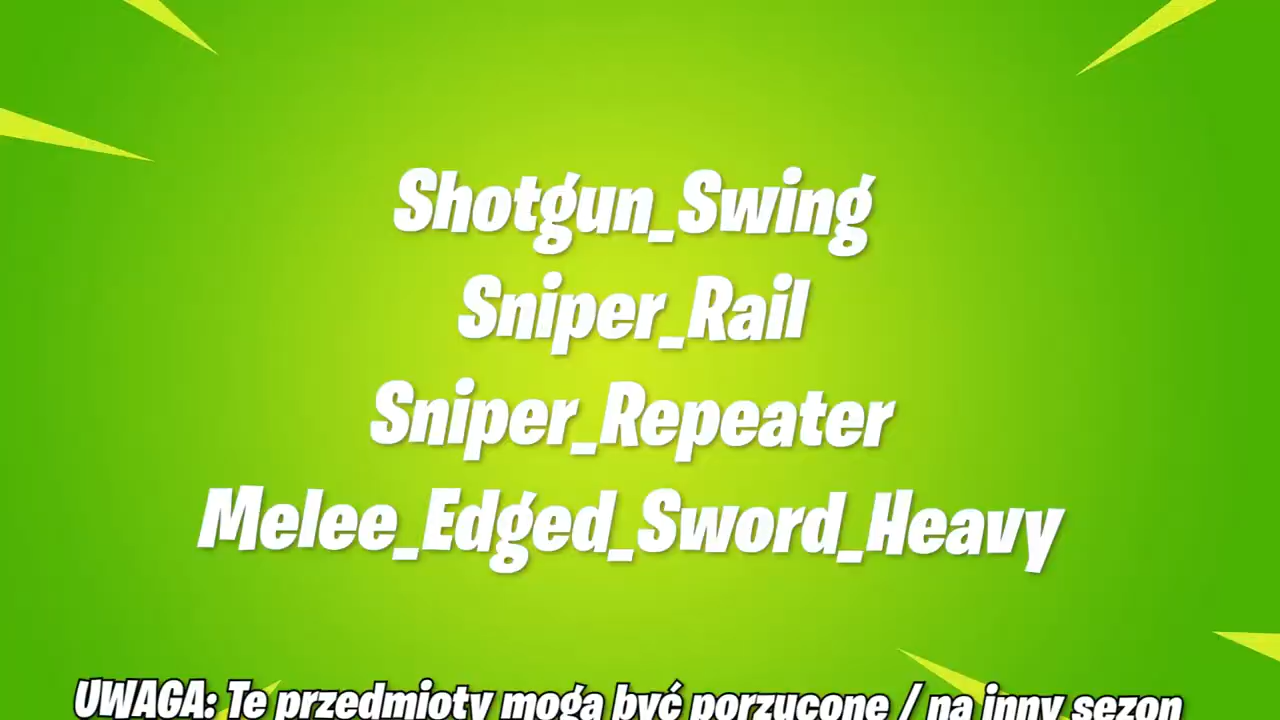 Shotgun_Swing
Sniper_Rail
Sniper_Repeater
Melee_Edged_Sword_Heavy
UWAGA: Te przedmioty mogą być porzucone / na inny sezon